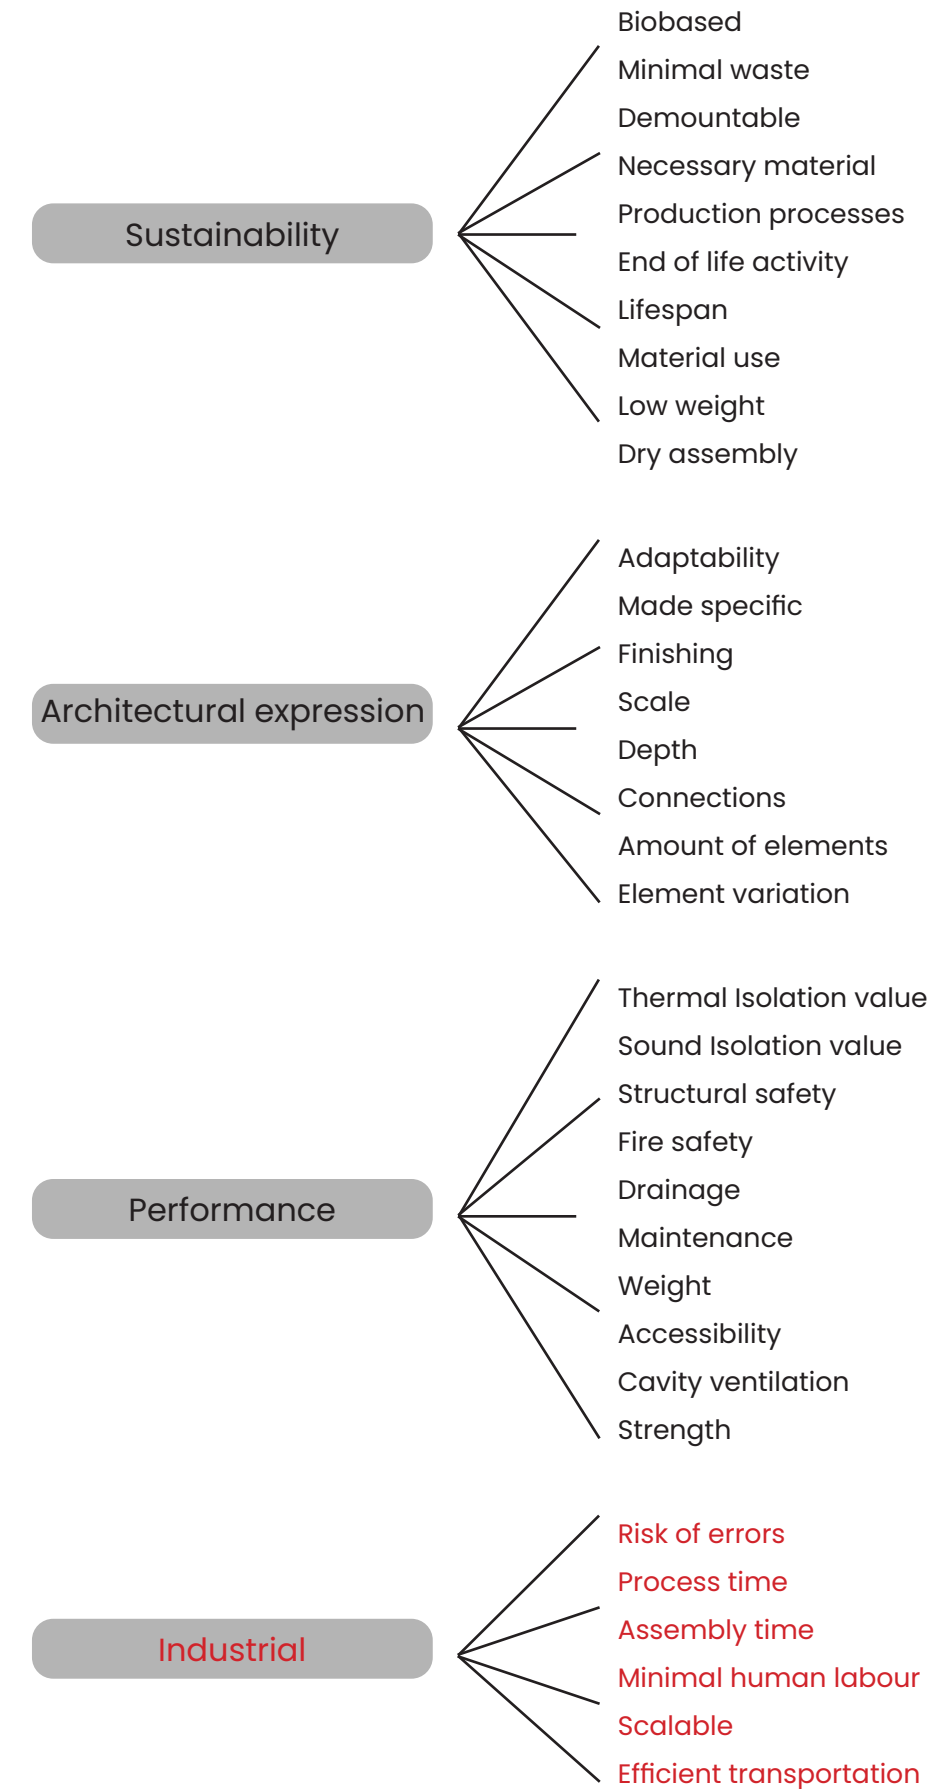 Sustainability
Biobased
Minimal waste
Demountable
Necessary material
Production processes
End of life activity
Lifespan
Material use
Low weight
Dry assembly
Architectural expression
Adaptability
Made specific
Finishing
Scale
Depth
Connections
Amount of elements
Element variation
Performance
Thermal Isolation value
Sound Isolation value
Structural safety
Fire safety
Drainage
Maintenance
Weight
Accessibility
Cavity ventilation
Strength
Industrial
Risk of errors
Process time
Assembly time
Minimal human labour
Scalable
Efficient transportation